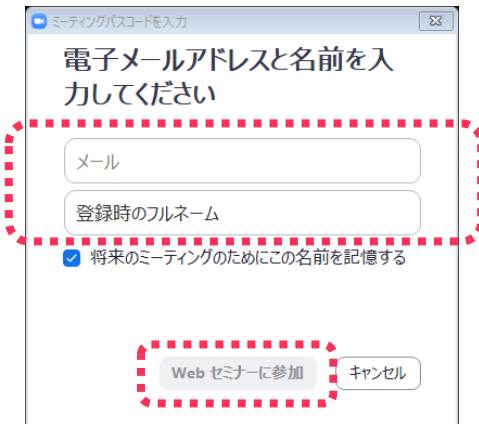 ミーティングパスコードを入力
電子メールアドレスと名前を入
力してください
メール
登録時のフルネーム
将来のミーティングのためにこの名前を記憶する
Web セミナーに参加 キャンセル